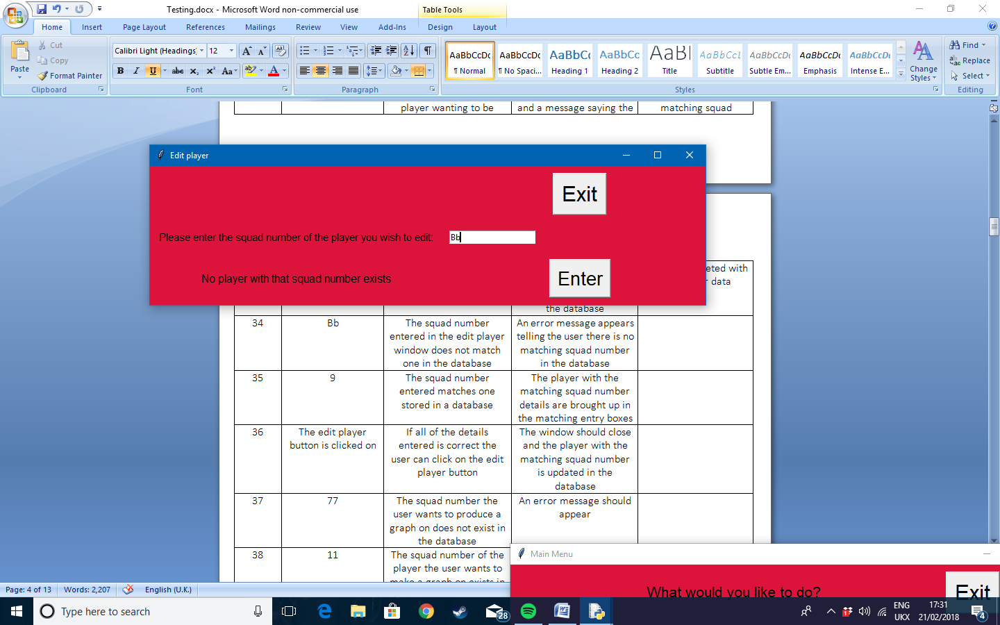 Testing.docx - Microsoft Word non-commercial use
Table Tools
Home Insert Page Layout References Mailings Review View Add-Ins Design Layout
Paste
Cut
Copy
Format Painter
Clipboard
Calibri Light (Headings) 12
B I U abc x₂ x² Aa
Font
Paragraph
AaBbCcDc AaBbCcDc AaBbCc AaBbCc AaBl AaBbCcL AaBbCcDc AaBbCcDc AaBbCcDc
¶ Normal ¶ No Spaci... Heading 1 Heading 2 Title Subtitle Subtle Em... Emphasis Intense E...
Styles
Change
Styles
Find
Replace
Select
Editing
player wanting to be
and a message saying the
matching squad
Edit player
Exit
Please enter the squad number of the player you wish to edit: Bb
No player with that squad number exists
Enter
eted with
data
the database
34
Bb
The squad number
entered in the edit player
window does not match
one in the database
An error message appears
telling the user there is no
matching squad number
in the database
35
9
The squad number
entered matches one
stored in a database
The player with the
matching squad number
details are brought up in
the matching entry boxes
36
The edit player
button is clicked on
If all of the details
entered is correct the
user can click on the edit
player button
The window should close
and the player with the
matching squad number
is updated in the
database
37
77
The squad number the
user wants to produce a
graph on does not exist in
the database
An error message should
appear
38
11
The squad number of the
player the user wants to
make a graph on exists in
Main Menu
What would you like to do?
Exit
Page: 4 of 13 Words: 2,207 English (U.K.)
Type here to search
28
ENG
UKX
17:31
21/02/2018
4